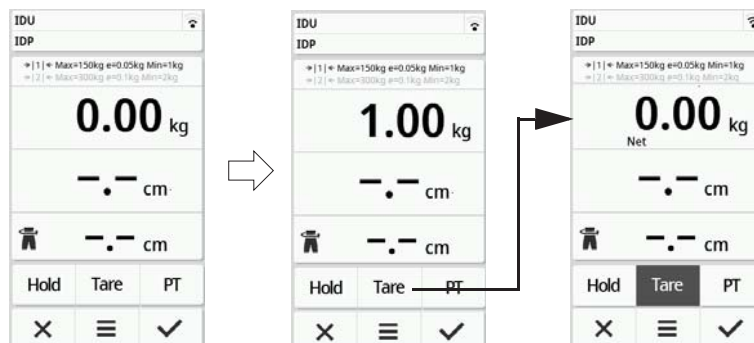 IDU
IDP
→|1|← Max=150kg e=0.05kg Min=1kg
→|2|← Max=300kg e=0.1kg Min=2kg
0.00 kg
–.– cm
–.– cm
Hold Tare PT
IDU
IDP
→|1|← Max=150kg e=0.05kg Min=1kg
→|2|← Max=300kg e=0.1kg Min=2kg
1.00 kg
–.– cm
–.– cm
Hold Tare PT
IDU
IDP
→|1|← Max=150kg e=0.05kg Min=1kg
→|2|← Max=300kg e=0.1kg Min=2kg
0.00 kg
Net
–.– cm
–.– cm
Hold Tare PT